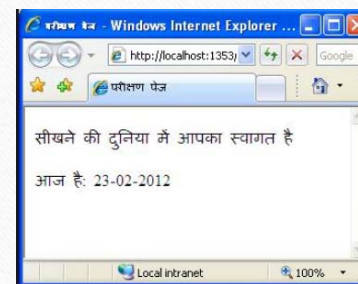 परीक्षण पेज - Windows Internet Explorer ...
http://localhost:1353/
Google
परीक्षण पेज
सीखने की दुनिया में आपका स्वागत है
आज है: 23-02-2012
Local intranet
100%